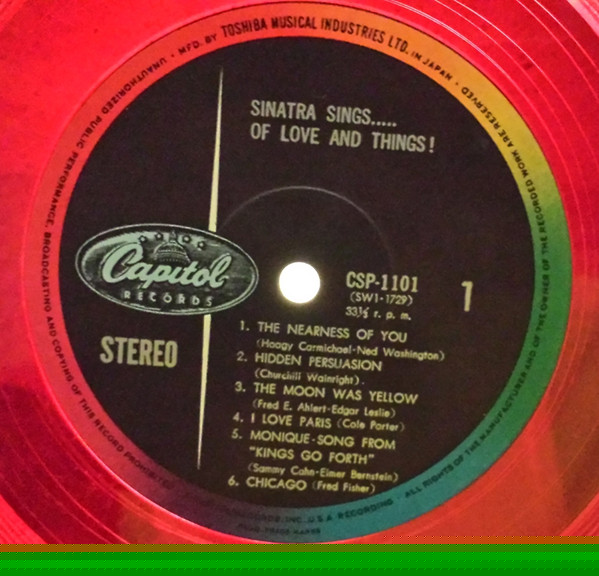 MFD. BY TOSHIBA MUSICAL INDUSTRIES LTD. IN JAPAN • ALL RIGHTS OF THE MANUFACTURER AND OF THE OWNER OF THE RECORDED WORK ARE RESERVED
UNAUTHORIZED PUBLIC PERFORMANCE, BROADCASTING AND COPYING OF THIS RECORD PROHIBITED
RECORDS, INC. U.S.A RECORDING •
SINATRA SINGS.....
OF LOVE AND THINGS!
Capitol
RECORDS
STEREO
CSP-1101
(SW1-1729)
33⅓ r. p. m.
1
1. THE NEARNESS OF YOU
(Hoagy Carmichael-Ned Washington)
2. HIDDEN PERSUASION
(Churchill Wainright).
3. THE MOON WAS YELLOW
(Fred E. Ahlert-Edgar Leslie)
4. I LOVE PARIS (Cole Porter)
5. MONIQUE-SONG FROM
"KINGS GO FORTH"
(Sammy Cahn-Elmer Bernstein)
6. CHICAGO (Fred Fisher)